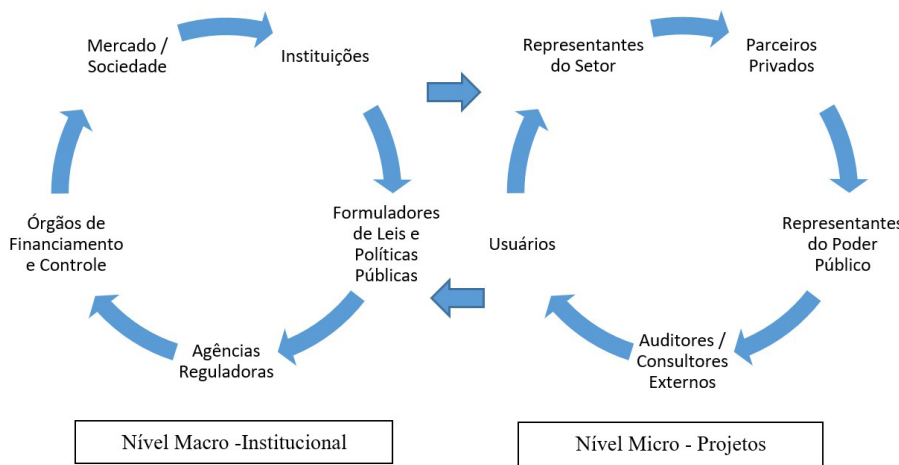 Mercado /
Sociedade
Instituições
Formuladores
de Leis e
Políticas
Públicas
Agências
Reguladoras
Órgãos de
Financiamento
e Controle
Nível Macro -Institucional
Representantes
do Setor
Parceiros
Privados
Representantes
do Poder
Público
Auditores /
Consultores
Externos
Usuários
Nível Micro - Projetos